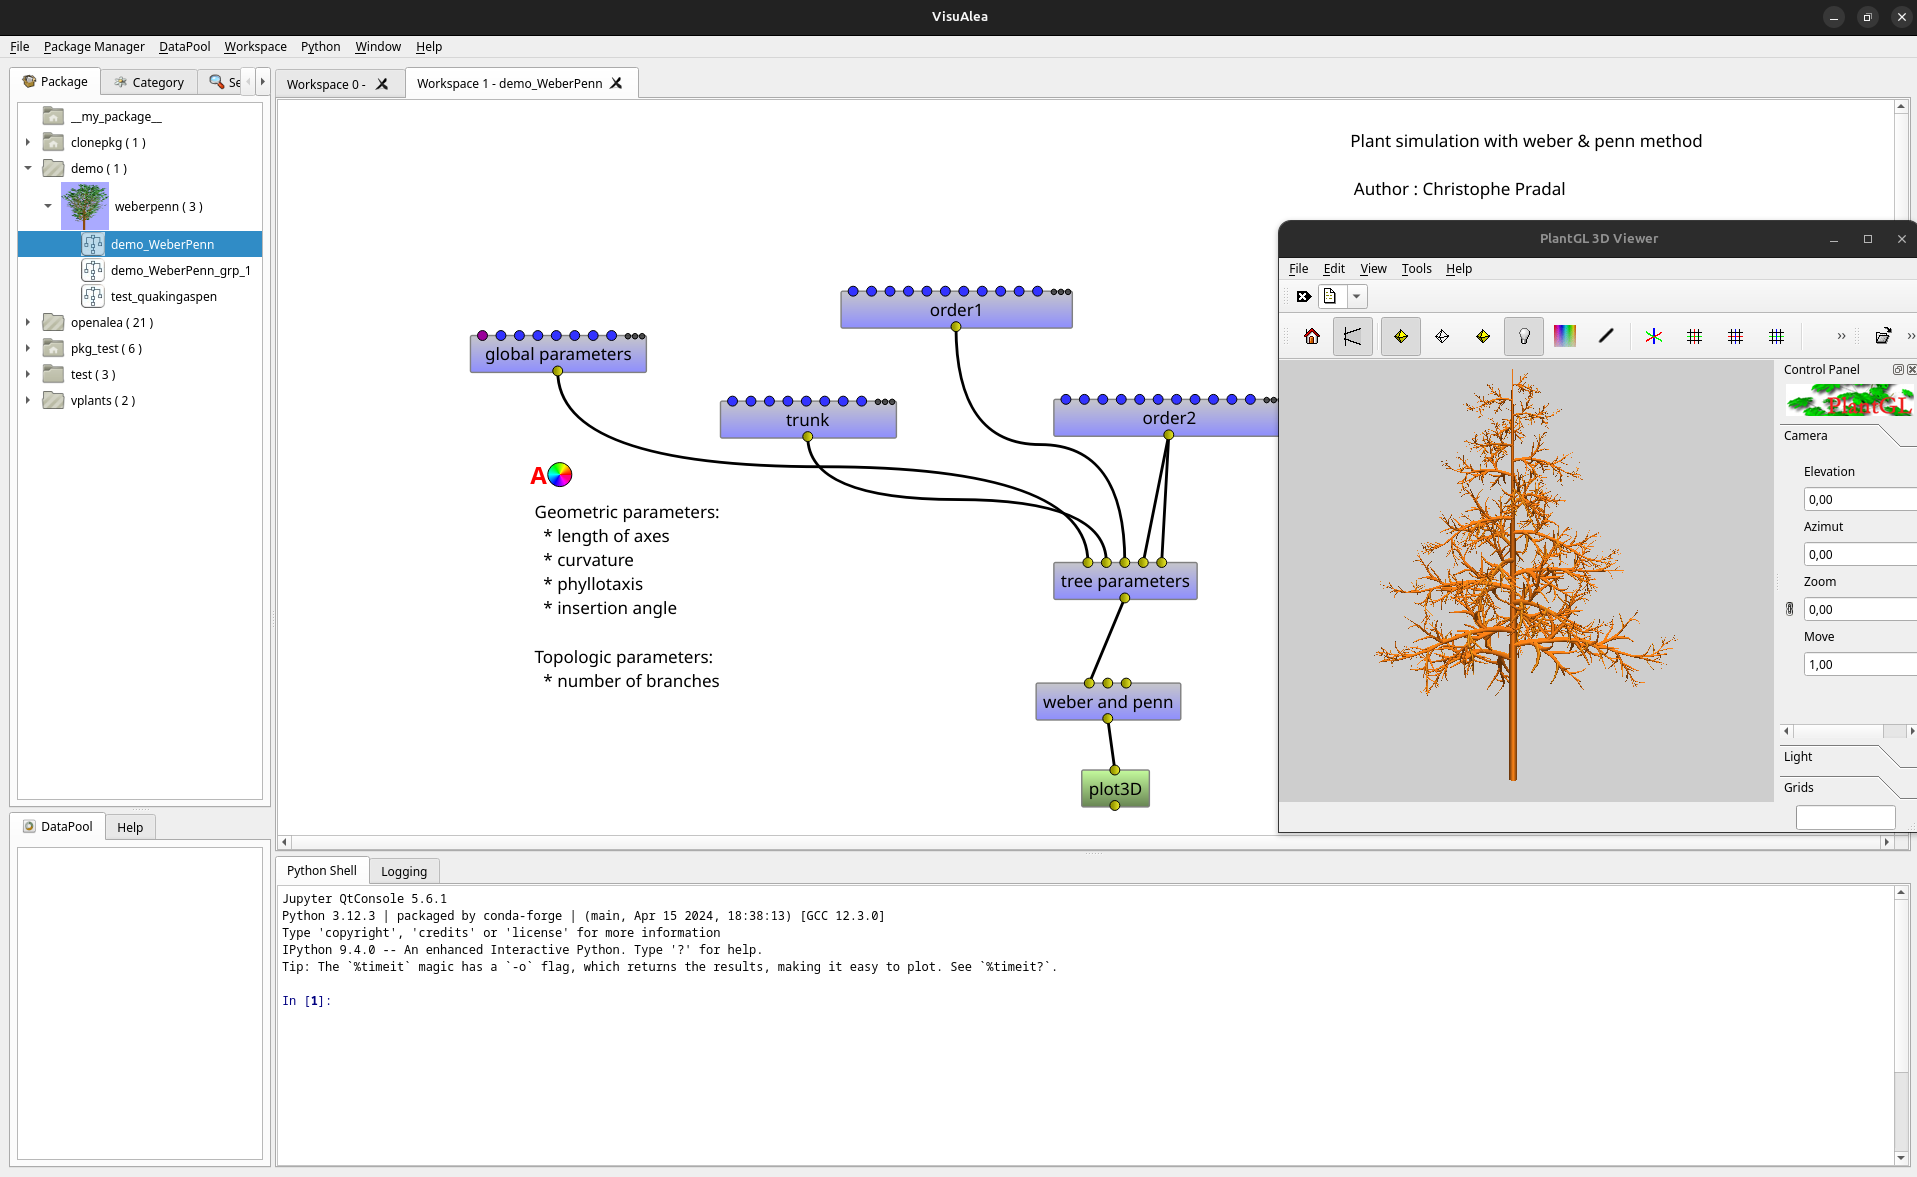 VisuAlea
File Package Manager DataPool Workspace Python Window Help
Package
Category
Workspace 0 -
Workspace 1 - demo_WeberPenn
__my_package__
clonepkg ( 1 )
demo ( 1 )
weberpenn ( 3 )
demo_WeberPenn
demo_WeberPenn_grp_1
test_quakingaspen
openalea ( 21 )
pkg_test ( 6 )
test ( 3 )
vplants ( 2 )
DataPool
Help
Plant simulation with weber & penn method
Author : Christophe Pradal
order1
global parameters
trunk
order2
A
Geometric parameters:
* length of axes
* curvature
* phyllotaxis
* insertion angle
Topologic parameters:
* number of branches
tree parameters
weber and penn
plot3D
PlantGL 3D Viewer
File Edit View Tools Help
Control Panel
PlantGL
Camera
Elevation
0,00
Azimut
0,00
Zoom
0,00
Move
1,00
Light
Grids
Python Shell
Logging
Jupyter QtConsole 5.6.1
Python 3.12.3 | packaged by conda-forge | (main, Apr 15 2024, 18:38:13) [GCC 12.3.0]
Type 'copyright', 'credits' or 'license' for more information
IPython 9.4.0 -- An enhanced Interactive Python. Type '?' for help.
Tip: The `%timeit` magic has a `-o` flag, which returns the results, making it easy to plot. See `%timeit?`.
In [1]: